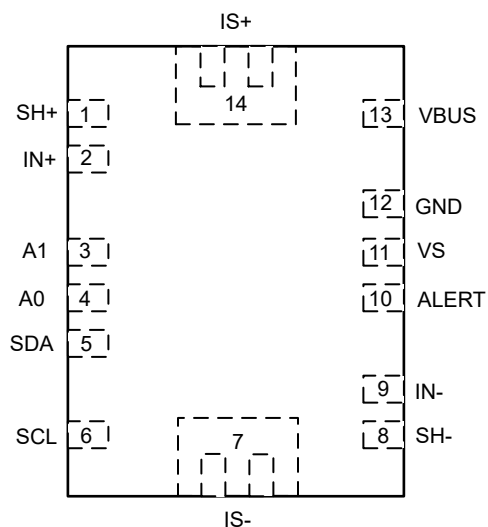 IS+
14
SH+ 1
13 VBUS
IN+ 2
12 GND
A1 3
11 VS
A0 4
10 ALERT
SDA 5
9 IN-
SCL 6
7
8 SH-
IS-